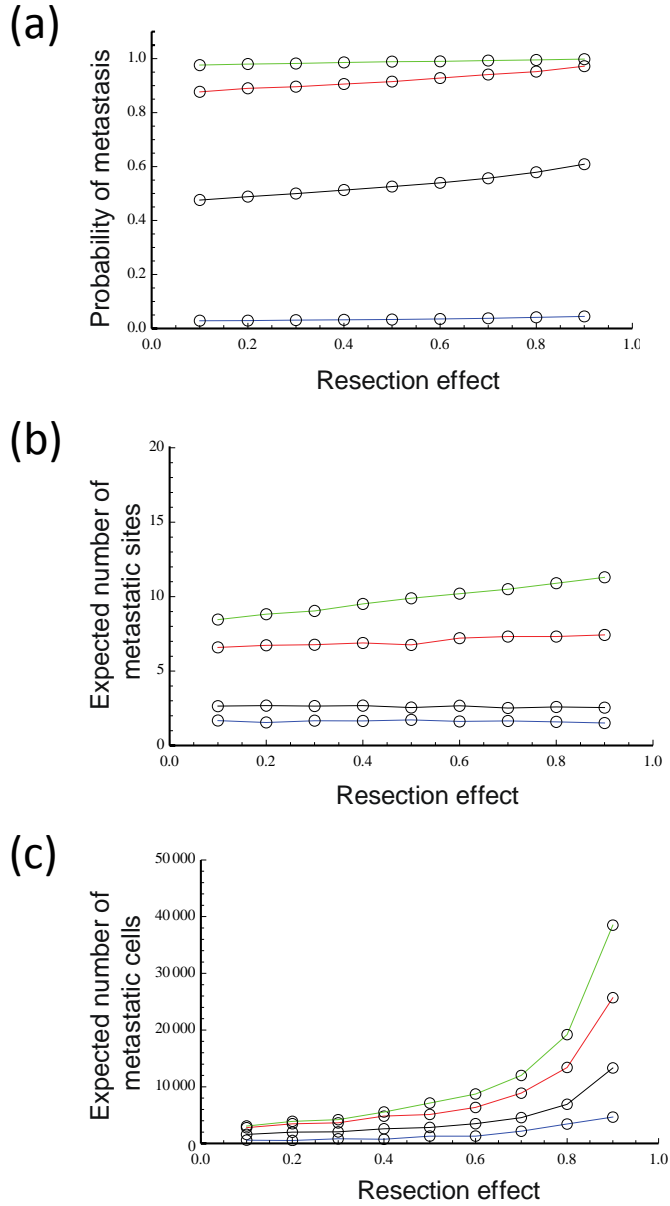 (a)
Probability of metastasis
1.0
0.8
0.6
0.4
0.2
0.0
0.0 0.2 0.4 0.6 0.8 1.0
Resection effect
(b)
Expected number of
metastatic sites
20
15
10
5
0
0.0 0.2 0.4 0.6 0.8 1.0
Resection effect
(c)
Expected number of
metastatic cells
50 000
40 000
30 000
20 000
10 000
0
0.0 0.2 0.4 0.6 0.8 1.0
Resection effect